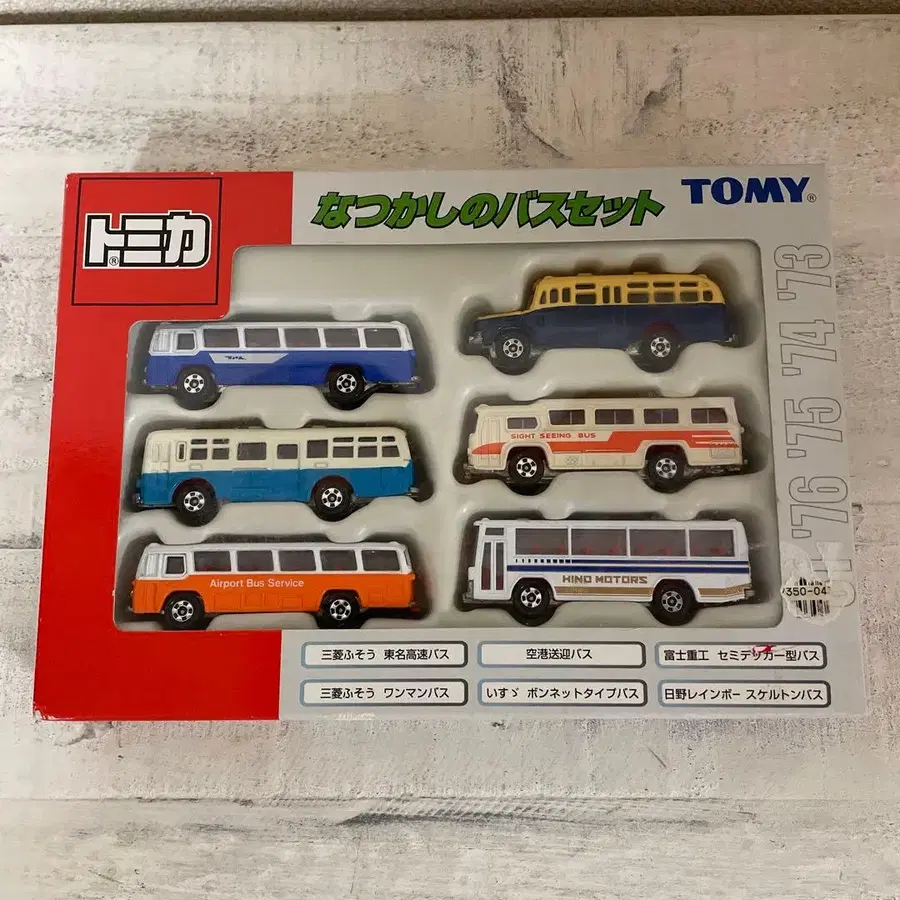 トミカ®
なつかしのバスセット
TOMY®
'73
'74
'75
'76
SIGHT SEEING BUS
Airport Bus Service
HINO MOTORS
350-04
三菱ふそう 東名高速バス
空港送迎バス
富士重工 セミデッカー型バス
三菱ふそう ワンマンバス
いすゞ ボンネットタイプバス
日野レインボー スケルトンバス